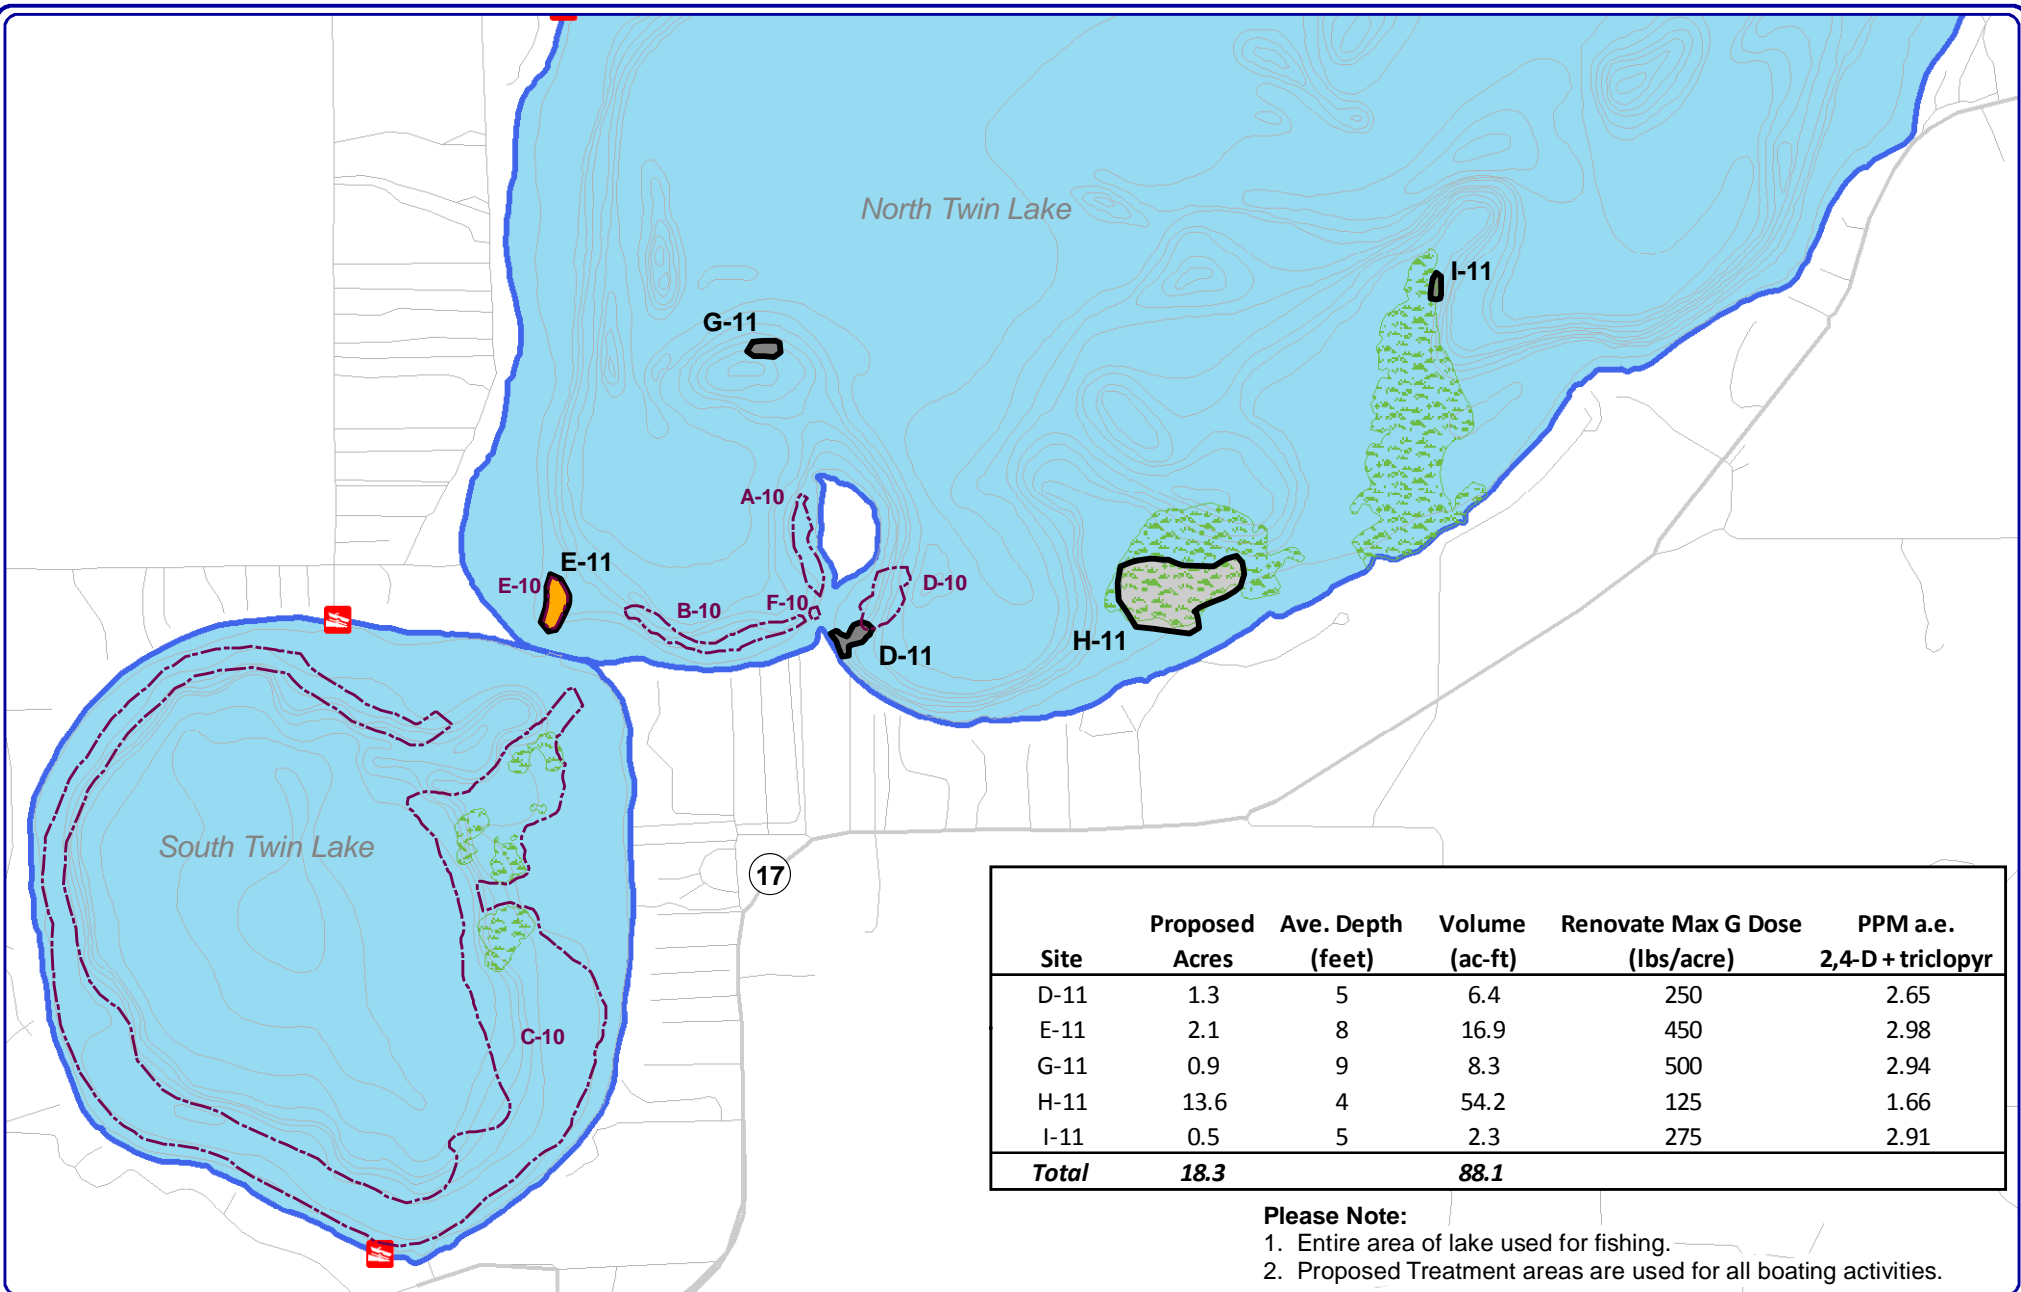 North Twin Lake
I-11
G-11
A-10
E-11
E-10
D-10
B-10
F-10
H-11
D-11
South Twin Lake
17
C-10
Proposed Ave. Depth Volume Renovate Max G Dose PPM a.e.
Site Acres (feet) (ac-ft) (lbs/acre) 2,4-D + triclopyr
D-11 1.3 5 6.4 250 2.65
E-11 2.1 8 16.9 450 2.98
G-11 0.9 9 8.3 500 2.94
H-11 13.6 4 54.2 125 1.66
I-11 0.5 5 2.3 275 2.91
Total 18.3 88.1
Please Note:
1. Entire area of lake used for fishing.
2. Proposed Treatment areas are used for all boating activities.